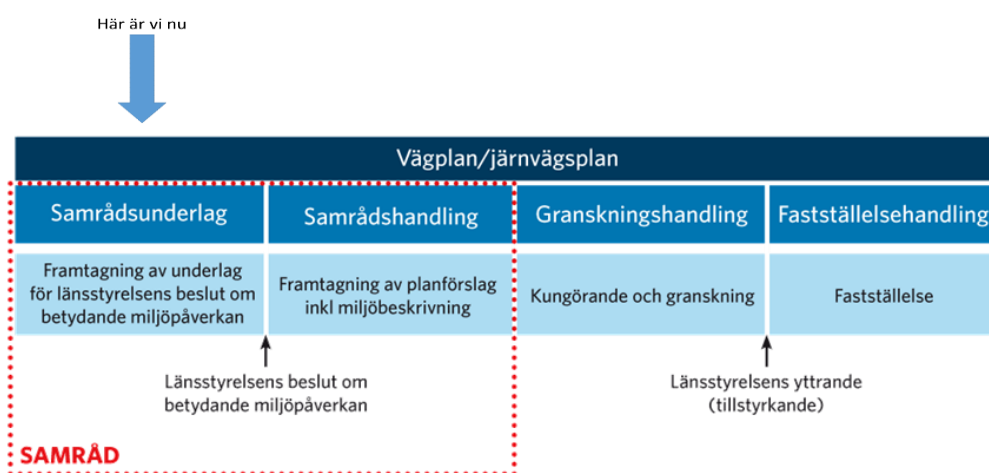 Här är vi nu
Vägplan/järnvägsplan
Samrådsunderlag
Samrådshandling
Granskningshandling
Fastställelsehandling
Framtagning av underlag
för länsstyrelsens beslut om
betydande miljöpåverkan
Framtagning av planförslag
inkl miljöbeskrivning
Kungörande och granskning
Fastställelse
Länsstyrelsens beslut om
betydande miljöpåverkan
Länsstyrelsens yttrande
(tillstyrkande)
SAMRÅD